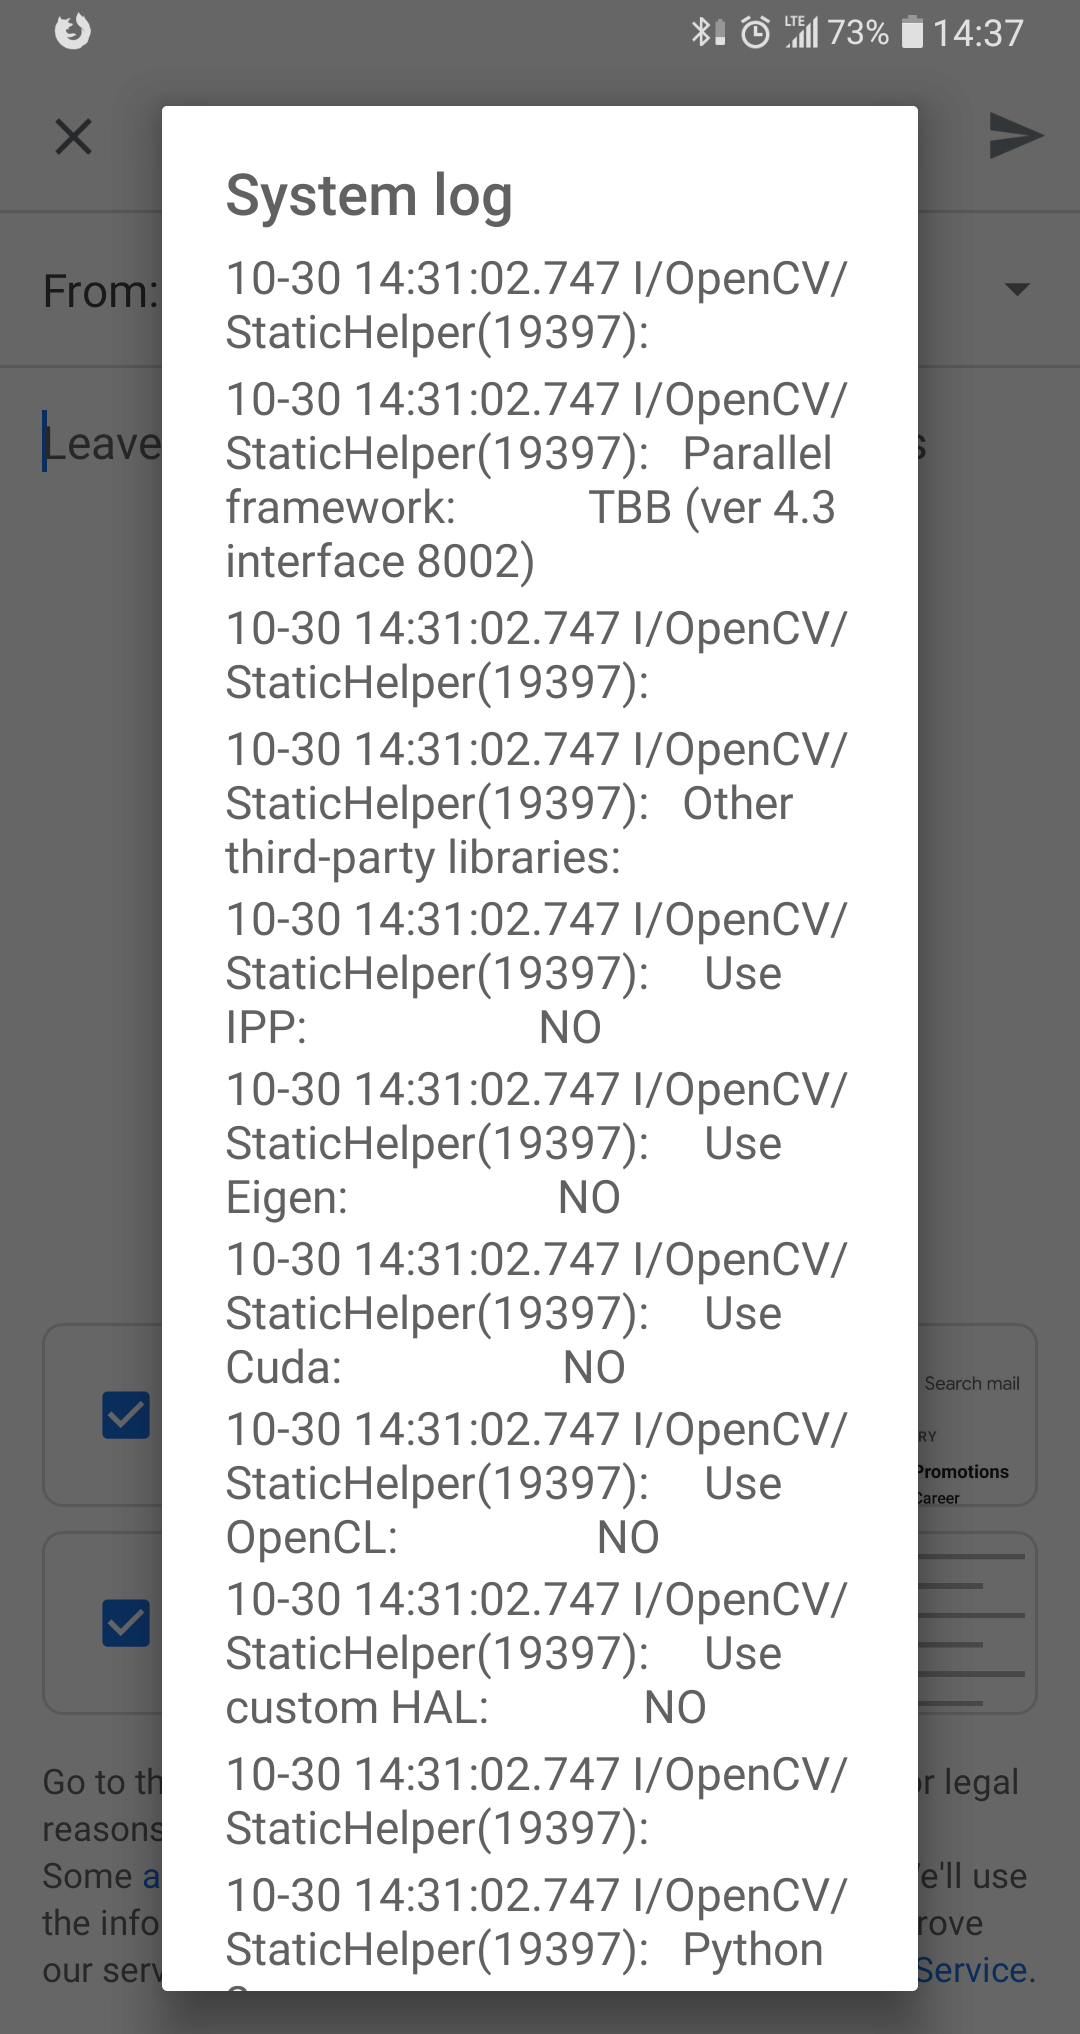 LTE 73% 14:37
System log
From:
10-30 14:31:02.747 I/OpenCV/
StaticHelper(19397):
10-30 14:31:02.747 I/OpenCV/
StaticHelper(19397): Parallel
framework: TBB (ver 4.3
interface 8002)
Leave
10-30 14:31:02.747 I/OpenCV/
StaticHelper(19397):
10-30 14:31:02.747 I/OpenCV/
StaticHelper(19397): Other
third-party libraries:
10-30 14:31:02.747 I/OpenCV/
StaticHelper(19397): Use
IPP: NO
10-30 14:31:02.747 I/OpenCV/
StaticHelper(19397): Use
Eigen: NO
10-30 14:31:02.747 I/OpenCV/
StaticHelper(19397): Use
Cuda: NO
10-30 14:31:02.747 I/OpenCV/
StaticHelper(19397): Use
OpenCL: NO
10-30 14:31:02.747 I/OpenCV/
StaticHelper(19397): Use
custom HAL: NO
10-30 14:31:02.747 I/OpenCV/
StaticHelper(19397):
10-30 14:31:02.747 I/OpenCV/
StaticHelper(19397): Python
Search mail
RY
Promotions
Career
Go to th
r legal
reasons
Some a
e'll use
the info
rove
our serv
Service.